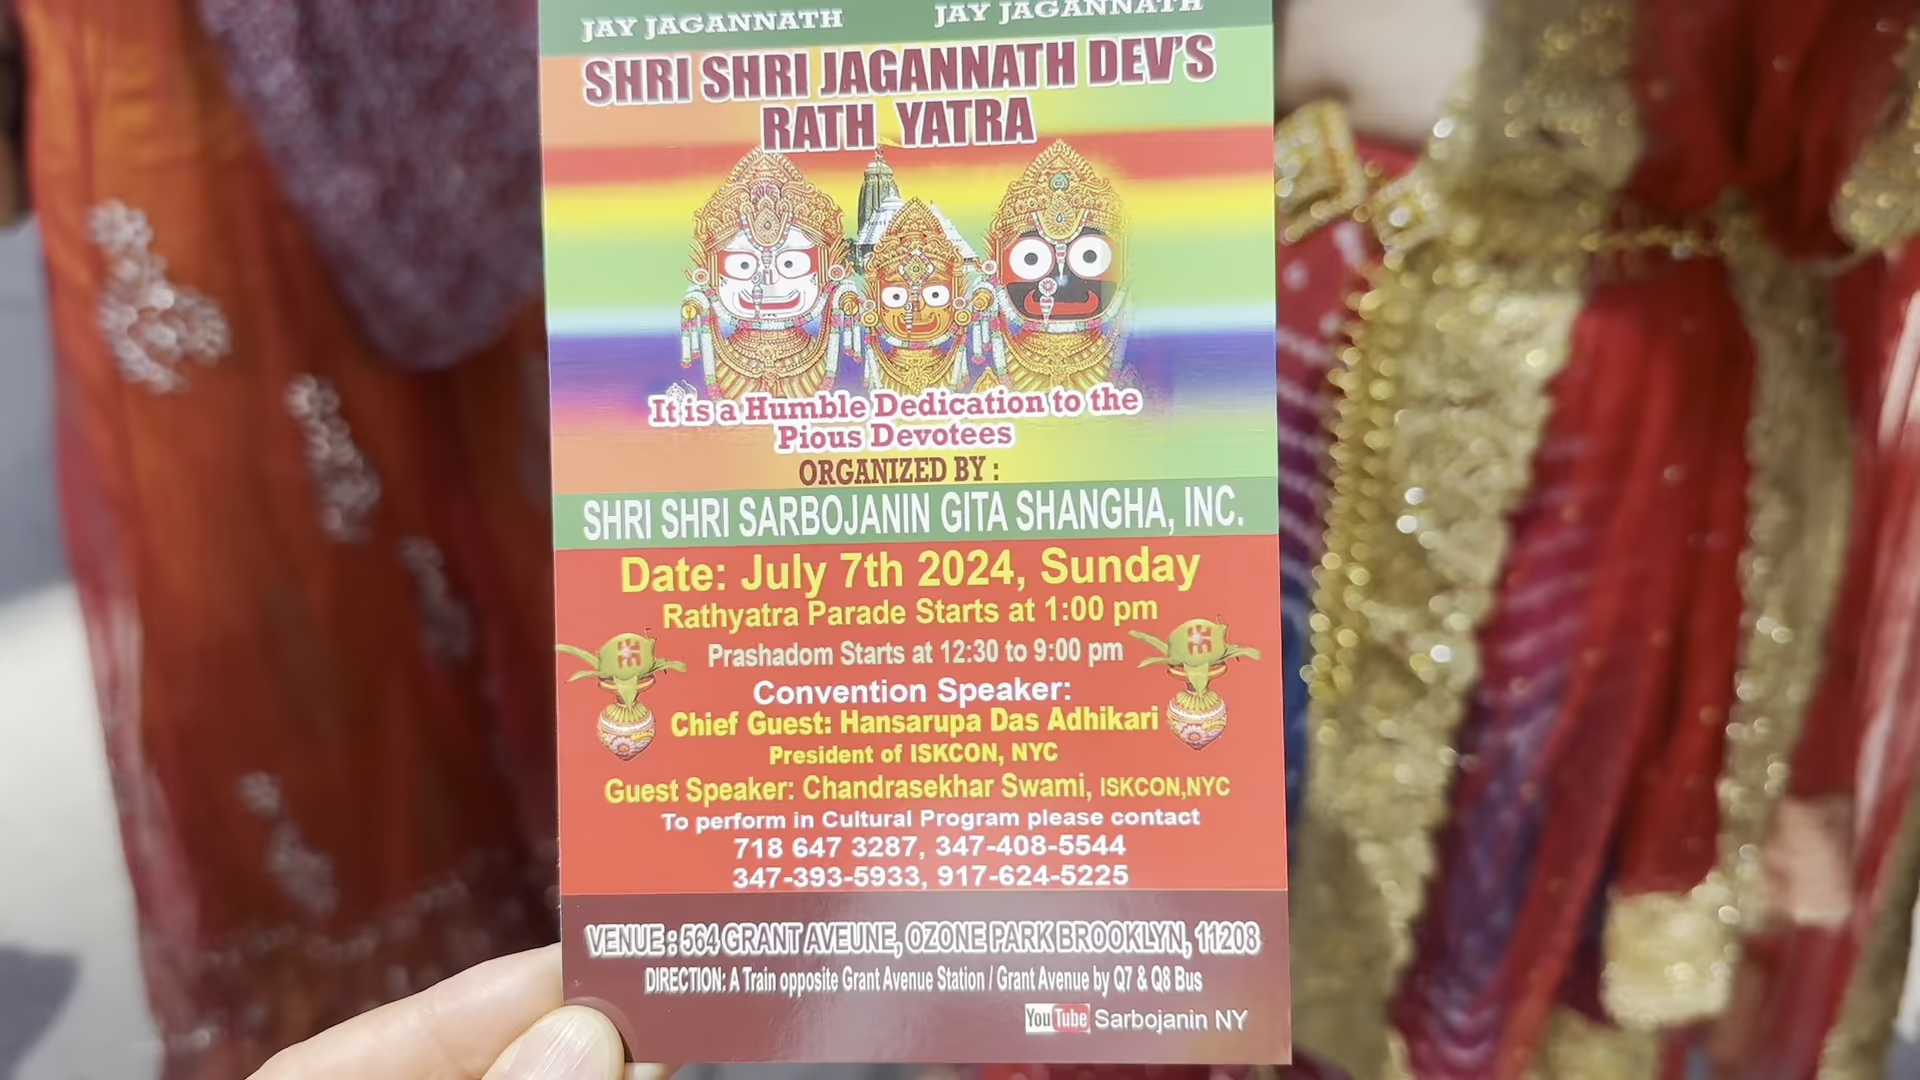 JAY JAGANNATH JAY JAGANNATH
SHRI SHRI JAGANNATH DEV'S
RATH YATRA
It is a Humble Dedication to the
Pious Devotees
ORGANIZED BY :
SHRI SHRI SARBOJANIN GITA SHANGHA, INC.
Date: July 7th 2024, Sunday
Rathyatra Parade Starts at 1:00 pm
Prashadom Starts at 12:30 to 9:00 pm
Convention Speaker:
Chief Guest: Hansarupa Das Adhikari
President of ISKCON, NYC
Guest Speaker: Chandrasekhar Swami, ISKCON,NYC
To perform in Cultural Program please contact
718 647 3287, 347-408-5544
347-393-5933, 917-624-5225
VENUE : 564 GRANT AVEUNE, OZONE PARK BROOKLYN, 11208
DIRECTION: A Train opposite Grant Avenue Station / Grant Avenue by Q7 & Q8 Bus
YouTube Sarbojanin NY